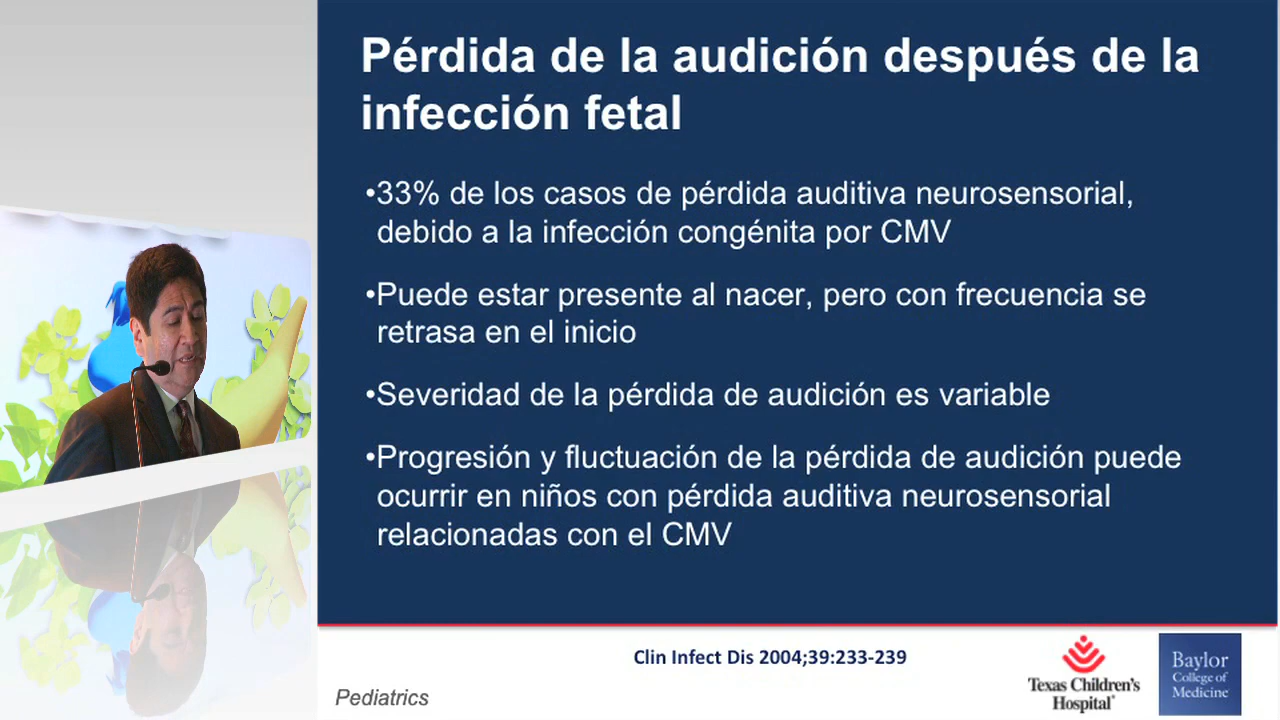 Pérdida de la audición después de la
infección fetal
•33% de los casos de pérdida auditiva neurosensorial,
debido a la infección congénita por CMV
•Puede estar presente al nacer, pero con frecuencia se
retrasa en el inicio
•Severidad de la pérdida de audición es variable
•Progresión y fluctuación de la pérdida de audición puede
ocurrir en niños con pérdida auditiva neurosensorial
relacionadas con el CMV
Clin Infect Dis 2004;39:233-239
Pediatrics
Texas Children's
Hospital®
Baylor
College of
Medicine